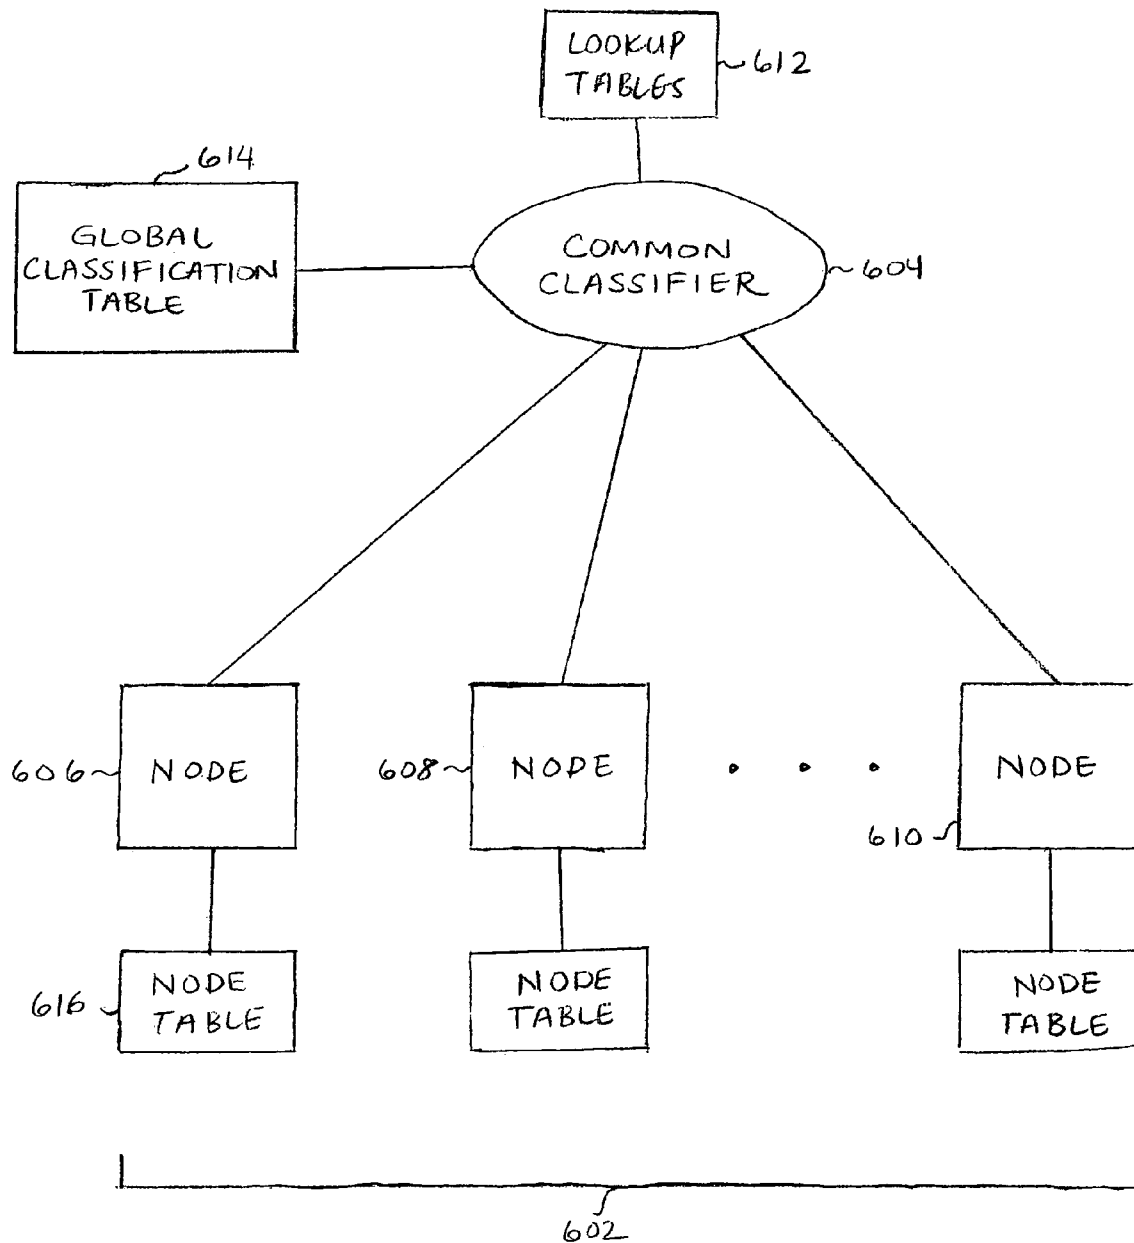 LOOKUP
TABLES
612
614
GLOBAL
CLASSIFICATION
TABLE
COMMON
CLASSIFIER
604
606
NODE
608
NODE
NODE
610
616
NODE
TABLE
NODE
TABLE
NODE
TABLE
602